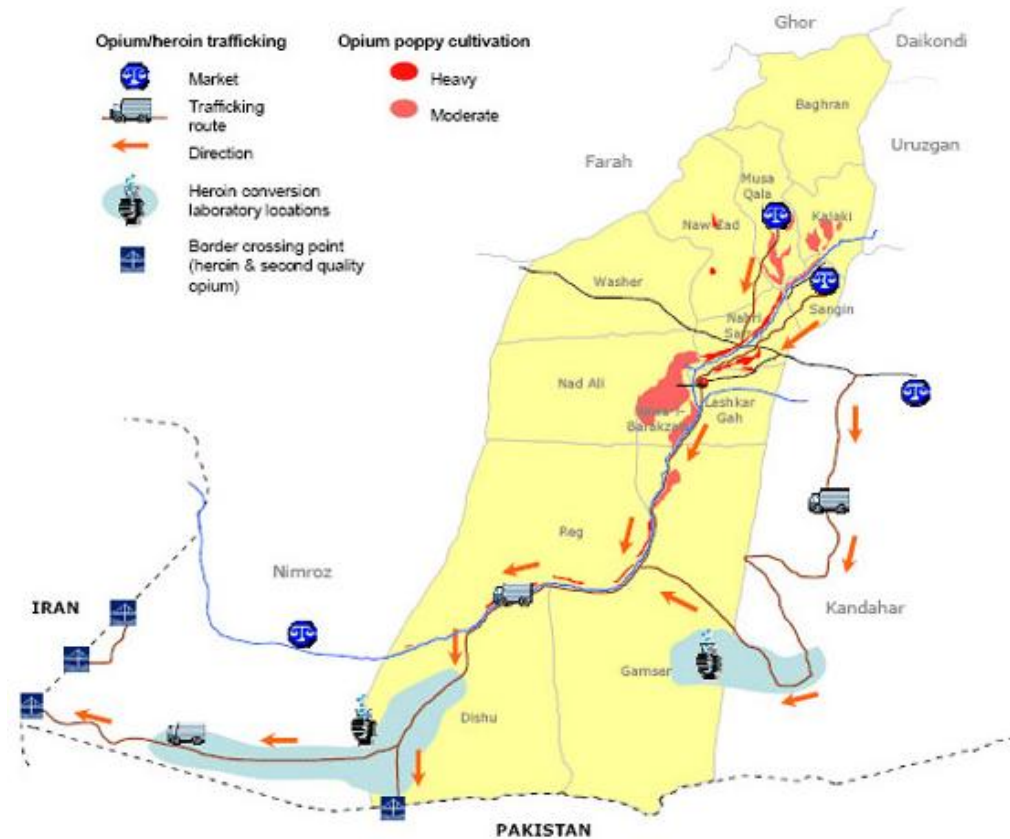 Opium/heroin trafficking
Market
Trafficking
route
Direction
Heroin conversion
laboratory locations
Border crossing point
(heroin & second quality
opium)
Opium poppy cultivation
Heavy
Moderate
Ghor
Daikondi
Baghran
Uruzgan
Farah
Musa
Qala
Kalaki
Naw Zad
Washer
Sangin
Nahri
Nad Ali
Lashkar
Gah
Barakzai
Reg
Nimroz
IRAN
Kandahar
Gamser
Dishu
PAKISTAN